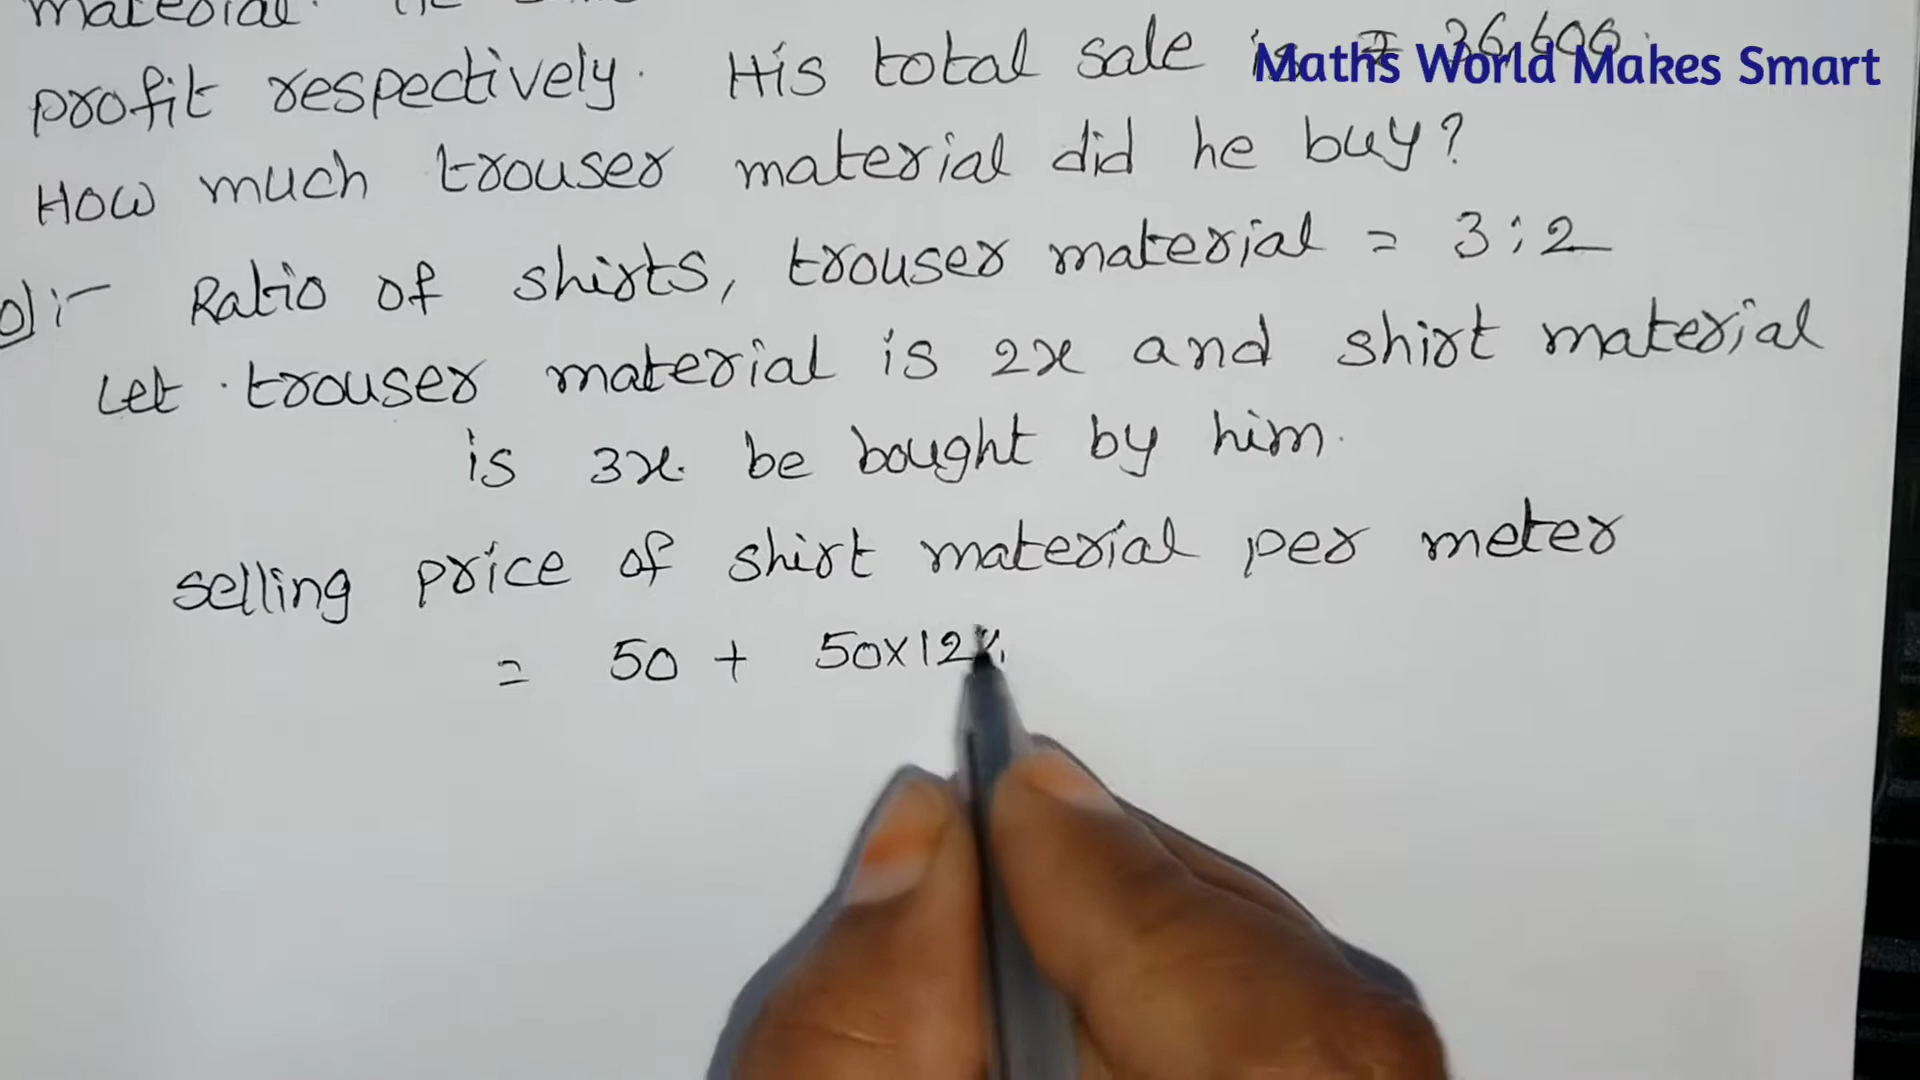 material. He
profit respectively. His total sale is ₹ 36,600.
Maths World Makes Smart
How much trouser material did he buy?
Ratio of shirts, trouser material = 3:2
Let trouser material is 2x and shirt material
is 3x be bought by him.
selling price of shirt material per meter
= 50 + 50x12%